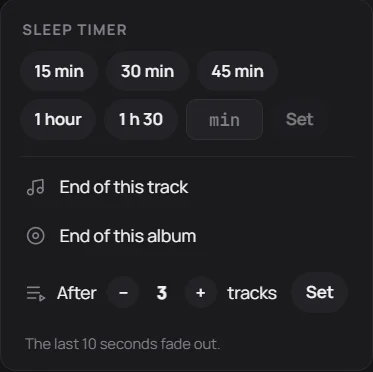 SLEEP TIMER
15 min 30 min 45 min
1 hour 1 h 30 min Set
End of this track
End of this album
After − 3 + tracks Set
The last 10 seconds fade out.